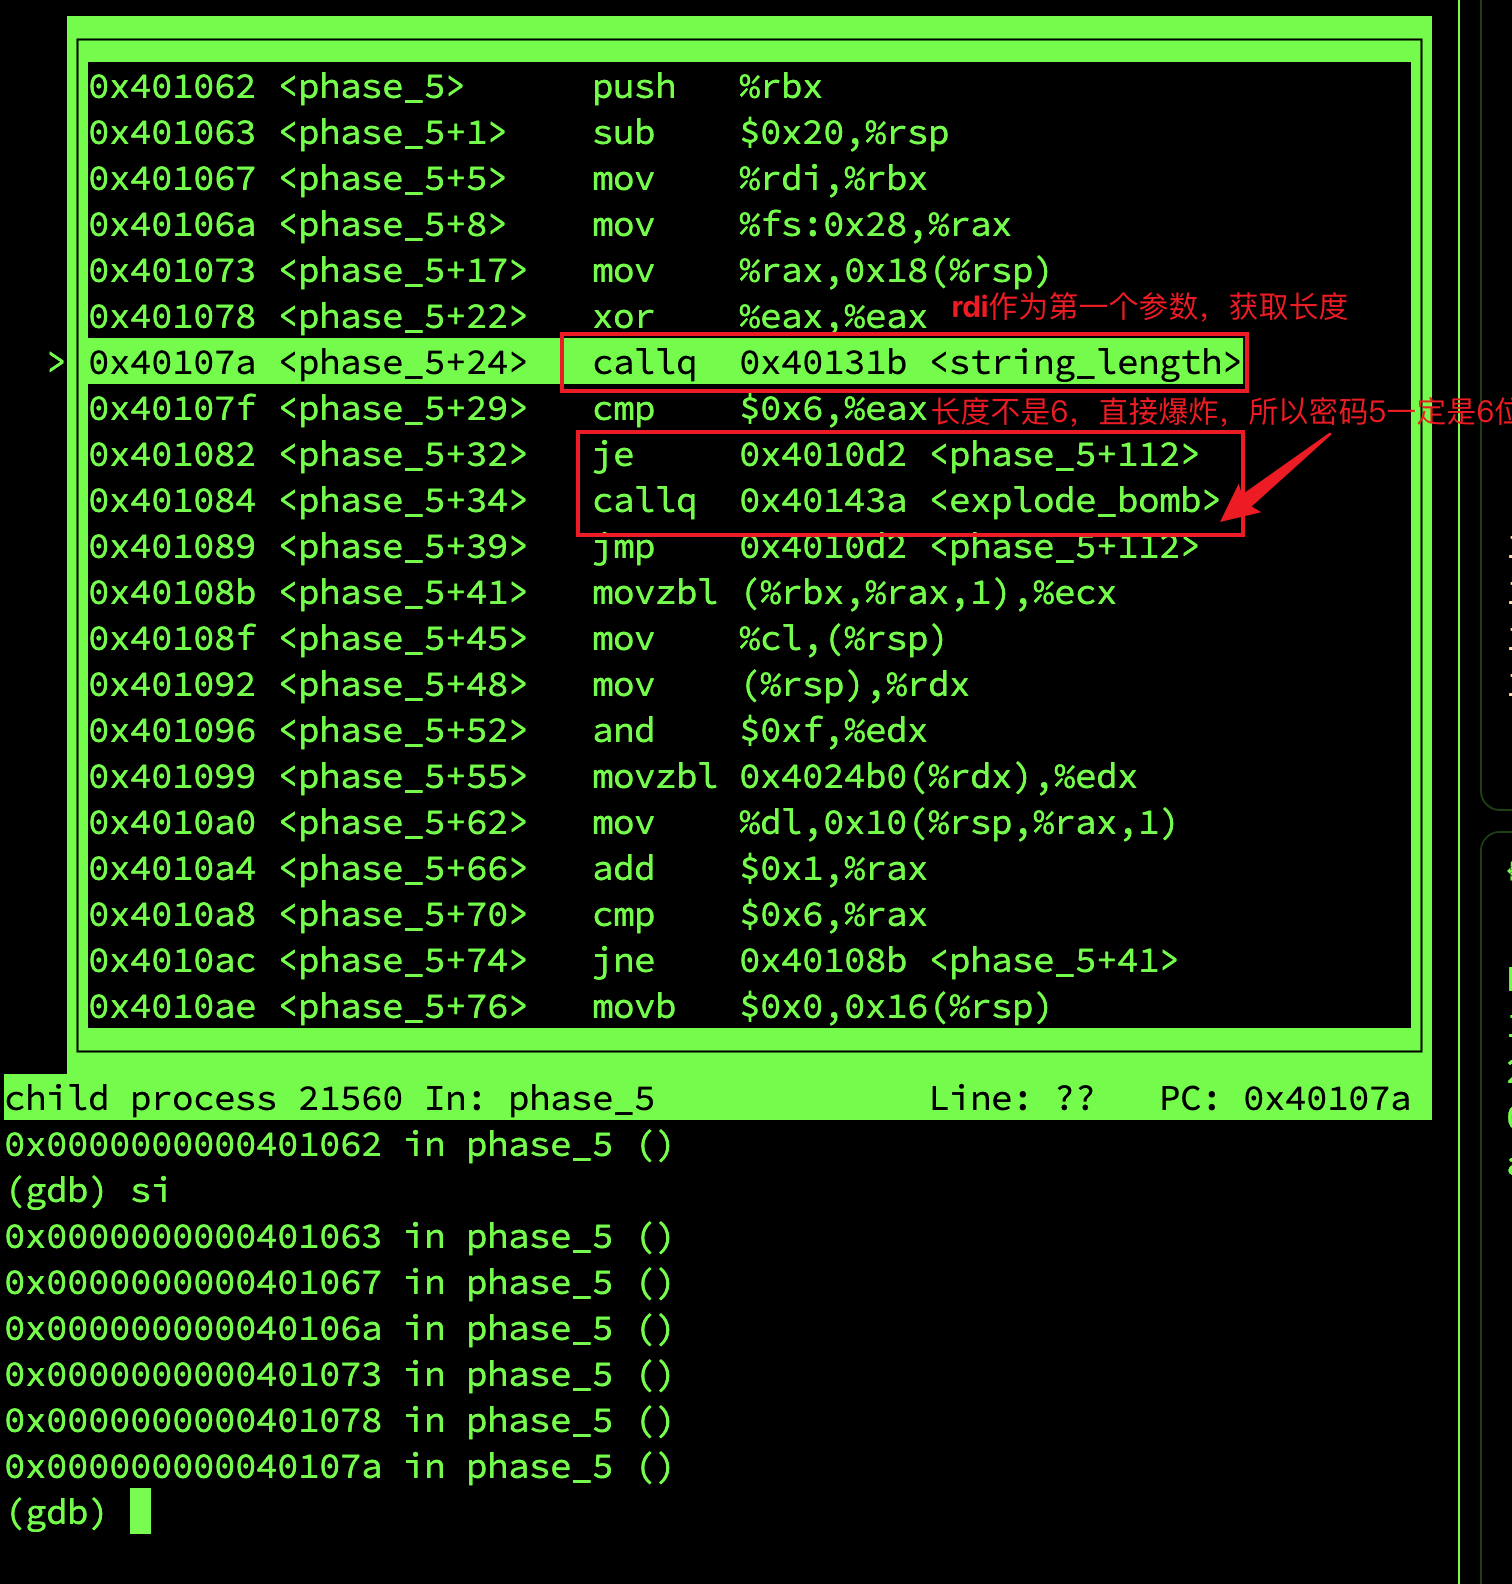 0x401062 <phase_5> push %rbx
0x401063 <phase_5+1> sub $0x20,%rsp
0x401067 <phase_5+5> mov %rdi,%rbx
0x40106a <phase_5+8> mov %fs:0x28,%rax
0x401073 <phase_5+17> mov %rax,0x18(%rsp)
rdi作为第一个参数，获取长度
0x401078 <phase_5+22> xor %eax,%eax
> 0x40107a <phase_5+24> callq 0x40131b <string_length>
0x40107f <phase_5+29> cmp $0x6,%eax
长度不是6，直接爆炸，所以密码5一定是6位
0x401082 <phase_5+32> je 0x4010d2 <phase_5+112>
0x401084 <phase_5+34> callq 0x40143a <explode_bomb>
0x401089 <phase_5+39> jmp 0x4010d2 <phase_5+112>
0x40108b <phase_5+41> movzbl (%rbx,%rax,1),%ecx
0x40108f <phase_5+45> mov %cl,(%rsp)
0x401092 <phase_5+48> mov (%rsp),%rdx
0x401096 <phase_5+52> and $0xf,%edx
0x401099 <phase_5+55> movzbl 0x4024b0(%rdx),%edx
0x4010a0 <phase_5+62> mov %dl,0x10(%rsp,%rax,1)
0x4010a4 <phase_5+66> add $0x1,%rax
0x4010a8 <phase_5+70> cmp $0x6,%rax
0x4010ac <phase_5+74> jne 0x40108b <phase_5+41>
0x4010ae <phase_5+76> movb $0x0,0x16(%rsp)
child process 21560 In: phase_5 Line: ?? PC: 0x40107a
0x0000000000401062 in phase_5 ()
(gdb) si
0x0000000000401063 in phase_5 ()
0x0000000000401067 in phase_5 ()
0x000000000040106a in phase_5 ()
0x0000000000401073 in phase_5 ()
0x0000000000401078 in phase_5 ()
0x000000000040107a in phase_5 ()
(gdb)